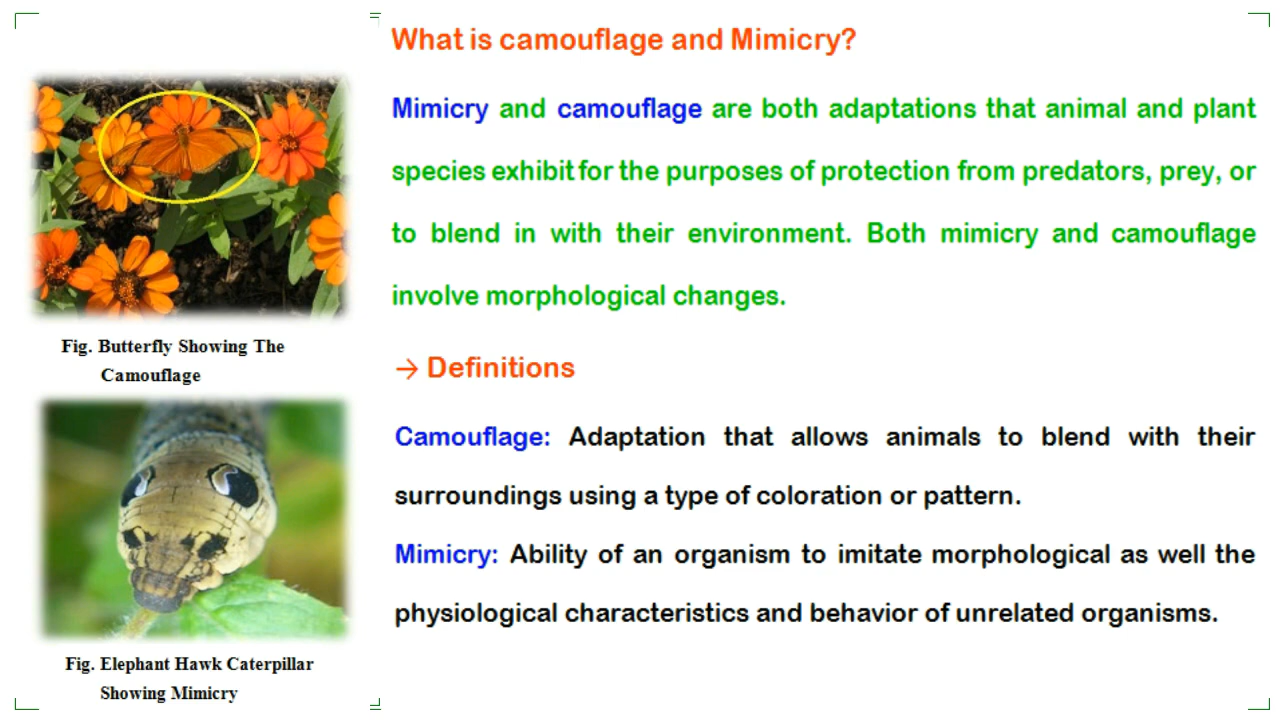 What is camouflage and Mimicry?
Mimicry and camouflage are both adaptations that animal and plant
species exhibit for the purposes of protection from predators, prey, or
to blend in with their environment. Both mimicry and camouflage
involve morphological changes.
Fig. Butterfly Showing The
Camouflage
→ Definitions
Camouflage: Adaptation that allows animals to blend with their
surroundings using a type of coloration or pattern.
Mimicry: Ability of an organism to imitate morphological as well the
physiological characteristics and behavior of unrelated organisms.
Fig. Elephant Hawk Caterpillar
Showing Mimicry